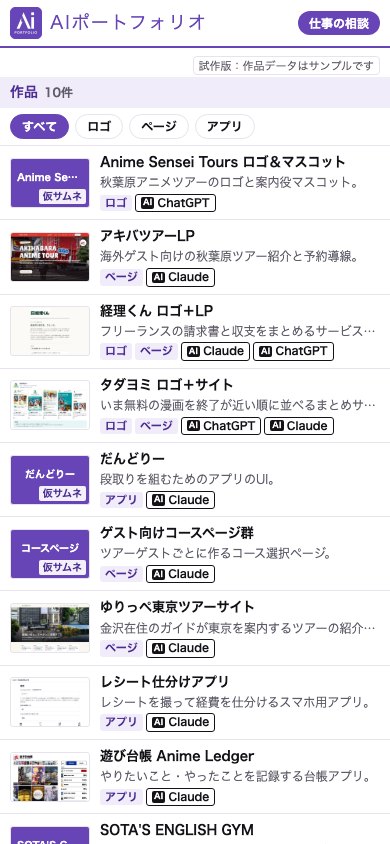 Ai
PORTFOLIO
AIポートフォリオ
仕事の相談
試作版：作品データはサンプルです
作品 10件
すべて ロゴ ページ アプリ
Anime Se…
仮サムネ
Anime Sensei Tours ロゴ＆マスコット
秋葉原アニメツアーのロゴと案内役マスコット。
ロゴ AI ChatGPT
AKIHABARA
ANIME TOUR
アキバツアーLP
海外ゲスト向けの秋葉原ツアー紹介と予約導線。
ページ AI Claude
経理くん ロゴ＋LP
フリーランスの請求書と収支をまとめるサービス…
ロゴ ページ AI Claude AI ChatGPT
タダヨミ ロゴ＋サイト
いま無料の漫画を終了が近い順に並べるまとめサ…
ロゴ ページ AI ChatGPT AI Claude
だんどりー
仮サムネ
だんどりー
段取りを組むためのアプリのUI。
アプリ AI Claude
コースページ
仮サムネ
ゲスト向けコースページ群
ツアーゲストごとに作るコース選択ページ。
ページ AI Claude
ゆりっぺ東京ツアーサイト
金沢在住のガイドが東京を案内するツアーの紹介…
ページ AI Claude
レシート仕分けアプリ
レシートを撮って経費を仕分けるスマホ用アプリ。
アプリ AI Claude
遊び台帳 Anime Ledger
やりたいこと・やったことを記録する台帳アプリ。
アプリ AI Claude
SOTA'S ENGLISH GYM